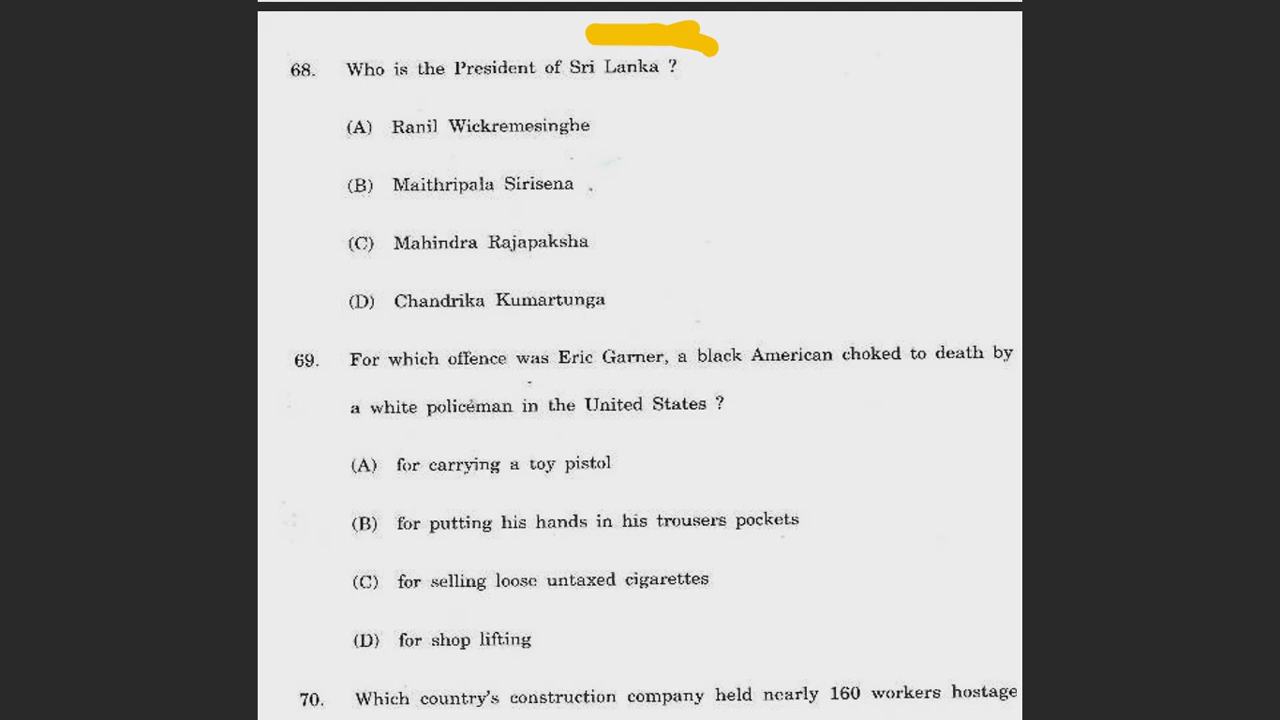 68. Who is the President of Sri Lanka ?
(A) Ranil Wickremesinghe
(B) Maithripala Sirisena
(C) Mahindra Rajapaksha
(D) Chandrika Kumartunga
69. For which offence was Eric Garner, a black American choked to death by
a white policeman in the United States ?
(A) for carrying a toy pistol
(B) for putting his hands in his trousers pockets
(C) for selling loose untaxed cigarettes
(D) for shop lifting
70. Which country's construction company held nearly 160 workers hostage